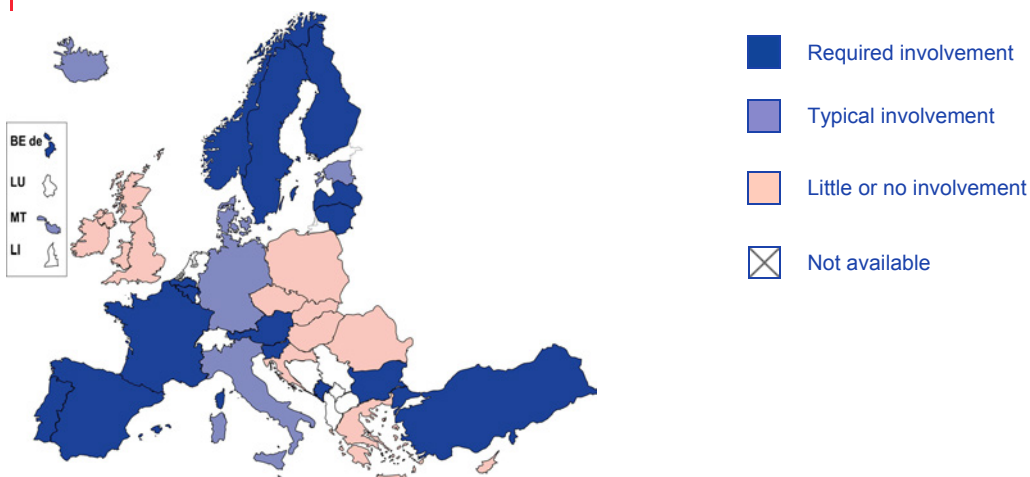 BE de
LU
MT
LI
Required involvement
Typical involvement
Little or no involvement
Not available